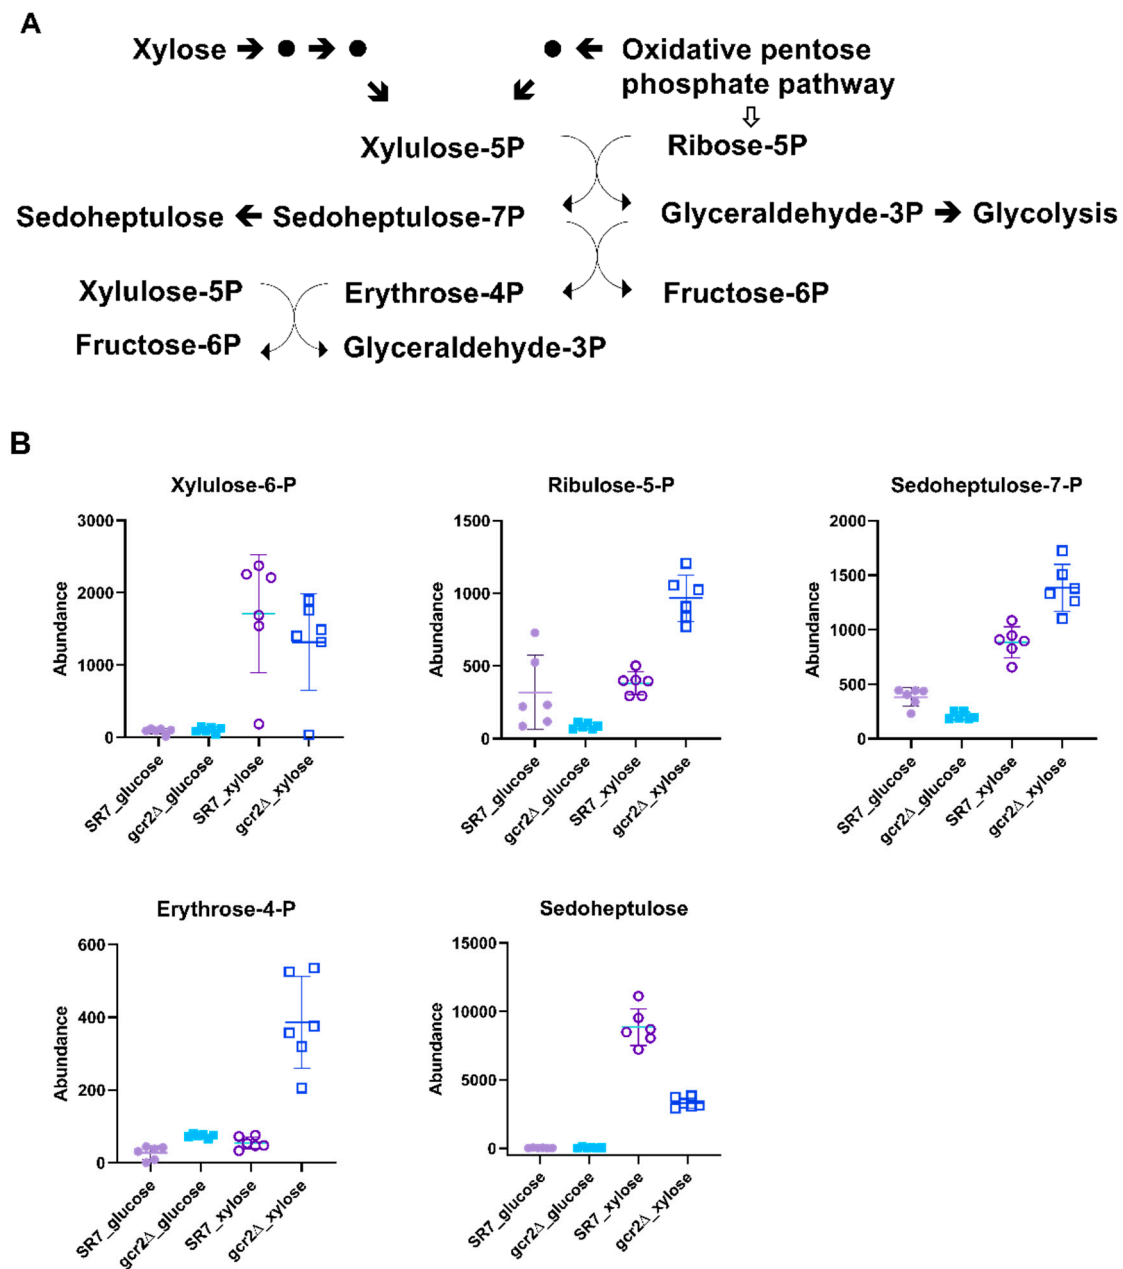 A
Xylose ➔ ● ➔ ● ● ← Oxidative pentose
phosphate pathway
Xylulose-5P Ribose-5P
Sedoheptulose ← Sedoheptulose-7P Glyceraldehyde-3P ➔ Glycolysis
Xylulose-5P Erythrose-4P Fructose-6P
Fructose-6P Glyceraldehyde-3P
B
Xylulose-6-P
Abundance
3000
2000
1000
0
SR7_glucose
gcr2Δ_glucose
SR7_xylose
gcr2Δ_xylose
Ribulose-5-P
Abundance
1500
1000
500
0
SR7_glucose
gcr2Δ_glucose
SR7_xylose
gcr2Δ_xylose
Sedoheptulose-7-P
Abundance
2000
1500
1000
500
0
SR7_glucose
gcr2Δ_glucose
SR7_xylose
gcr2Δ_xylose
Erythrose-4-P
Abundance
600
400
200
0
SR7_glucose
gcr2Δ_glucose
SR7_xylose
gcr2Δ_xylose
Sedoheptulose
Abundance
15000
10000
5000
0
SR7_glucose
gcr2Δ_glucose
SR7_xylose
gcr2Δ_xylose